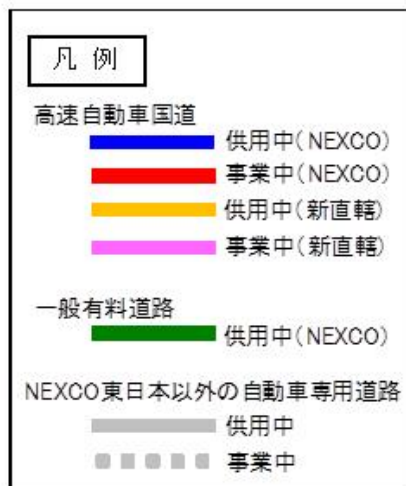 凡 例
高速自動車国道
供用中(NEXCO)
事業中(NEXCO)
供用中(新直轄)
事業中(新直轄)
一般有料道路
供用中(NEXCO)
NEXCO東日本以外の自動車専用道路
供用中
事業中